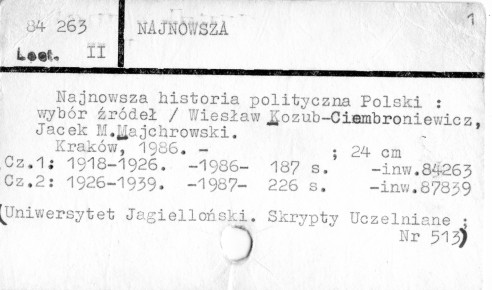 84 263
Lect. II
NAJNOWSZA
1
Najnowsza historia polityczna Polski :
wybór źródeł / Wiesław Kozub-Ciembroniewicz,
Jacek M.Majchrowski.
Kraków, 1986. - ; 24 cm
Cz.1: 1918-1926. -1986- 187 s. -inw.84263
Cz.2: 1926-1939. -1987- 226 s. -inw.87839
(Uniwersytet Jagielloński. Skrypty Uczelniane ;
Nr 513)